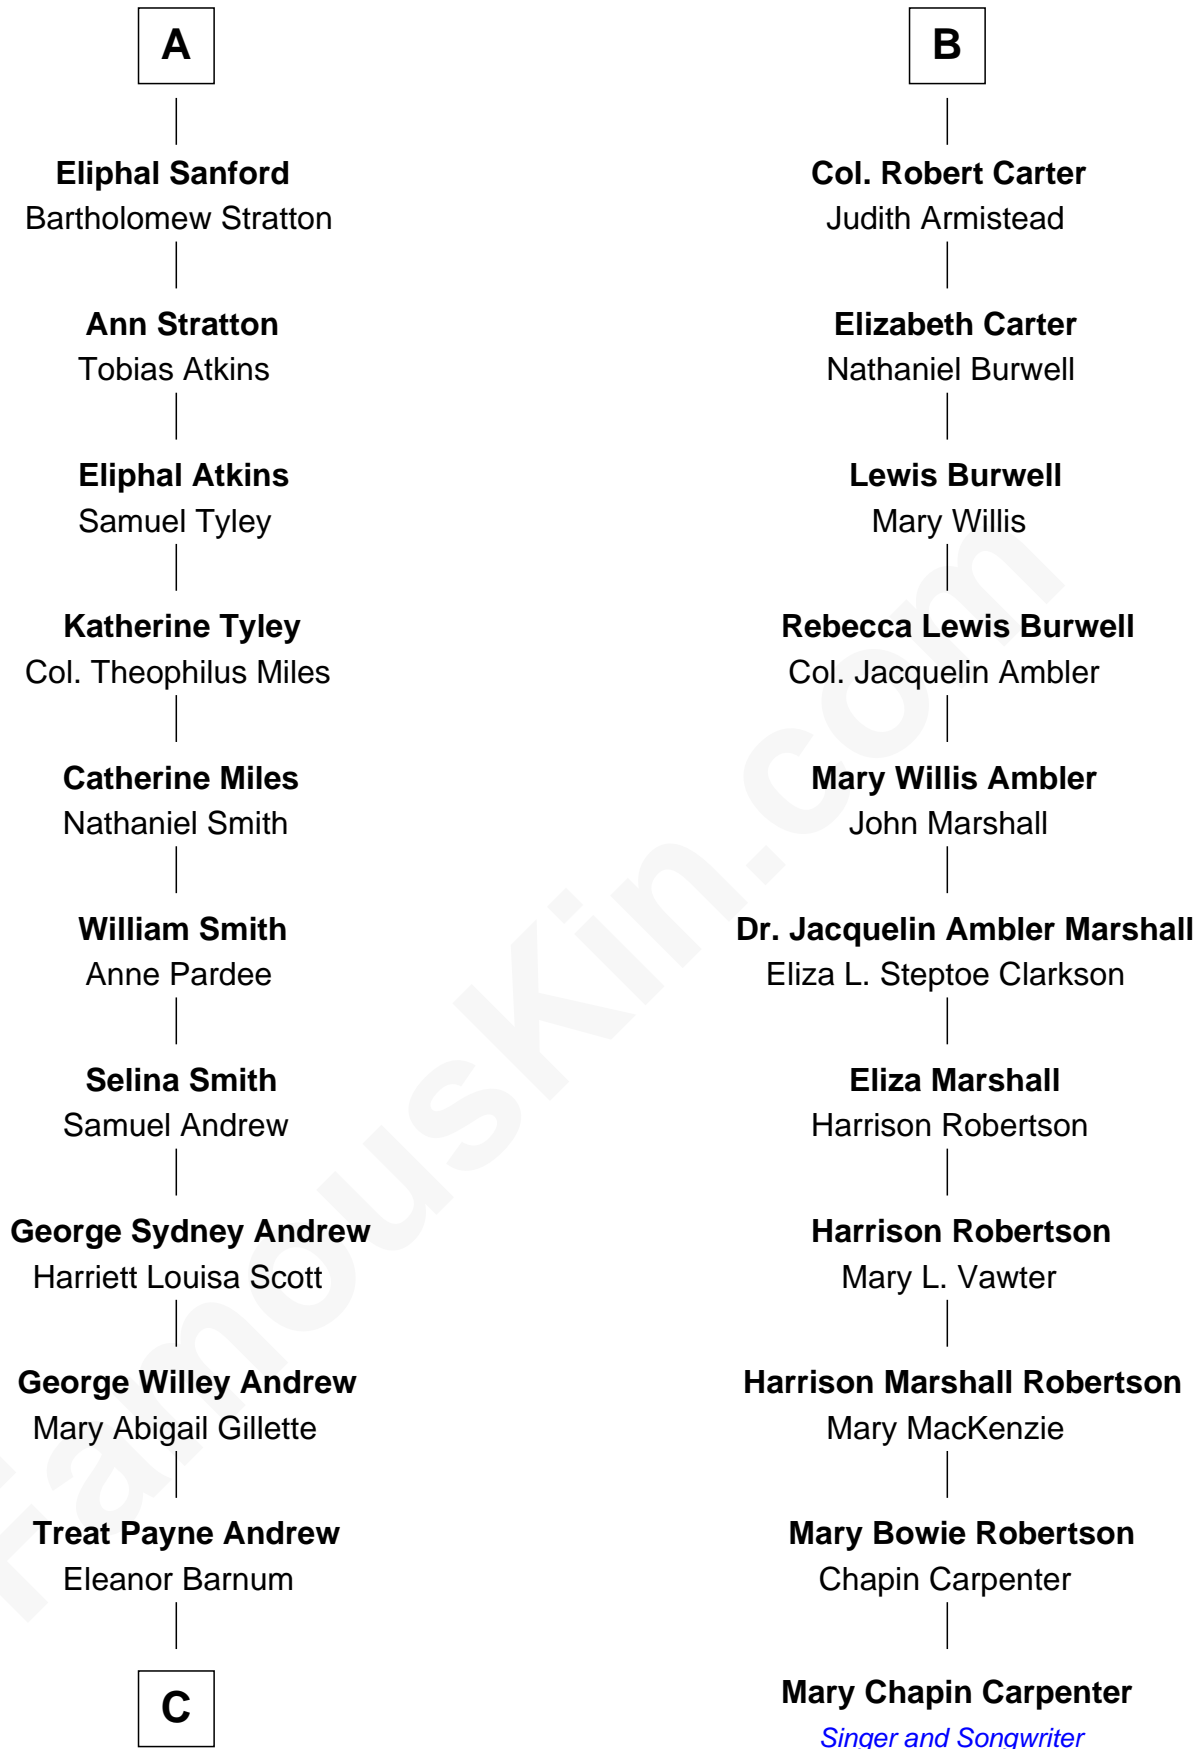 A
Eliphal Sanford
Bartholomew Stratton
Ann Stratton
Tobias Atkins
Eliphal Atkins
Samuel Tyley
Katherine Tyley
Col. Theophilus Miles
Catherine Miles
Nathaniel Smith
William Smith
Anne Pardee
Selina Smith
Samuel Andrew
George Sydney Andrew
Harriett Louisa Scott
George Willey Andrew
Mary Abigail Gillette
Treat Payne Andrew
Eleanor Barnum
C
B
Col. Robert Carter
Judith Armistead
Elizabeth Carter
Nathaniel Burwell
Lewis Burwell
Mary Willis
Rebecca Lewis Burwell
Col. Jacquelin Ambler
Mary Willis Ambler
John Marshall
Dr. Jacquelin Ambler Marshall
Eliza L. Steptoe Clarkson
Eliza Marshall
Harrison Robertson
Harrison Robertson
Mary L. Vawter
Harrison Marshall Robertson
Mary MacKenzie
Mary Bowie Robertson
Chapin Carpenter
Mary Chapin Carpenter
Singer and Songwriter
FamousKin.com